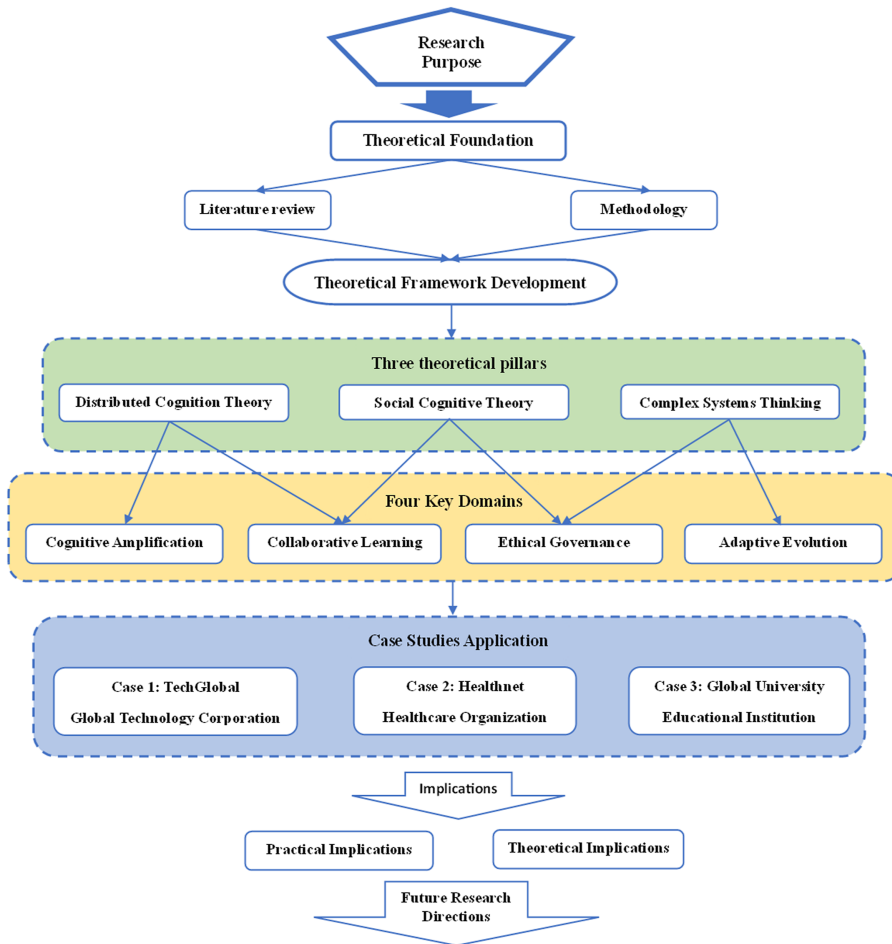 Research
Purpose
Theoretical Foundation
Literature review
Methodology
Theoretical Framework Development
Three theoretical pillars
Distributed Cognition Theory
Social Cognitive Theory
Complex Systems Thinking
Four Key Domains
Cognitive Amplification
Collaborative Learning
Ethical Governance
Adaptive Evolution
Case Studies Application
Case 1: TechGlobal
Global Technology Corporation
Case 2: Healthnet
Healthcare Organization
Case 3: Global University
Educational Institution
Implications
Practical Implications
Theoretical Implications
Future Research
Directions